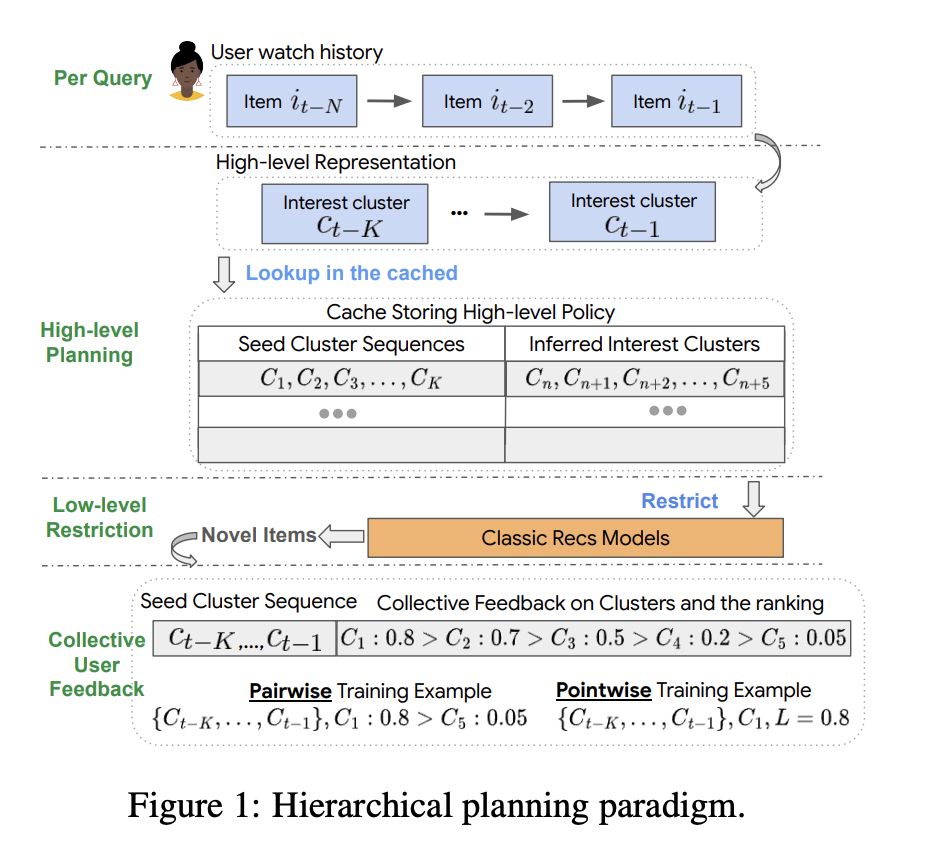 Per Query
User watch history
Item i_{t-N}
Item i_{t-2}
Item i_{t-1}
High-level Representation
Interest cluster
C_{t-K}
...
Interest cluster
C_{t-1}
Lookup in the cached
High-level
Planning
Cache Storing High-level Policy
Seed Cluster Sequences
Inferred Interest Clusters
C_1, C_2, C_3, ..., C_K
C_n, C_{n+1}, C_{n+2}, ..., C_{n+5}
Low-level
Restriction
Restrict
Novel Items
Classic Recs Models
Collective
User
Feedback
Seed Cluster Sequence
Collective Feedback on Clusters and the ranking
C_{t-K},...,C_{t-1}
C_1 : 0.8 > C_2 : 0.7 > C_3 : 0.5 > C_4 : 0.2 > C_5 : 0.05
Pairwise Training Example
{C_{t-K}, ..., C_{t-1}}, C_1 : 0.8 > C_5 : 0.05
Pointwise Training Example
{C_{t-K}, ..., C_{t-1}}, C_1, L = 0.8
Figure 1: Hierarchical planning paradigm.